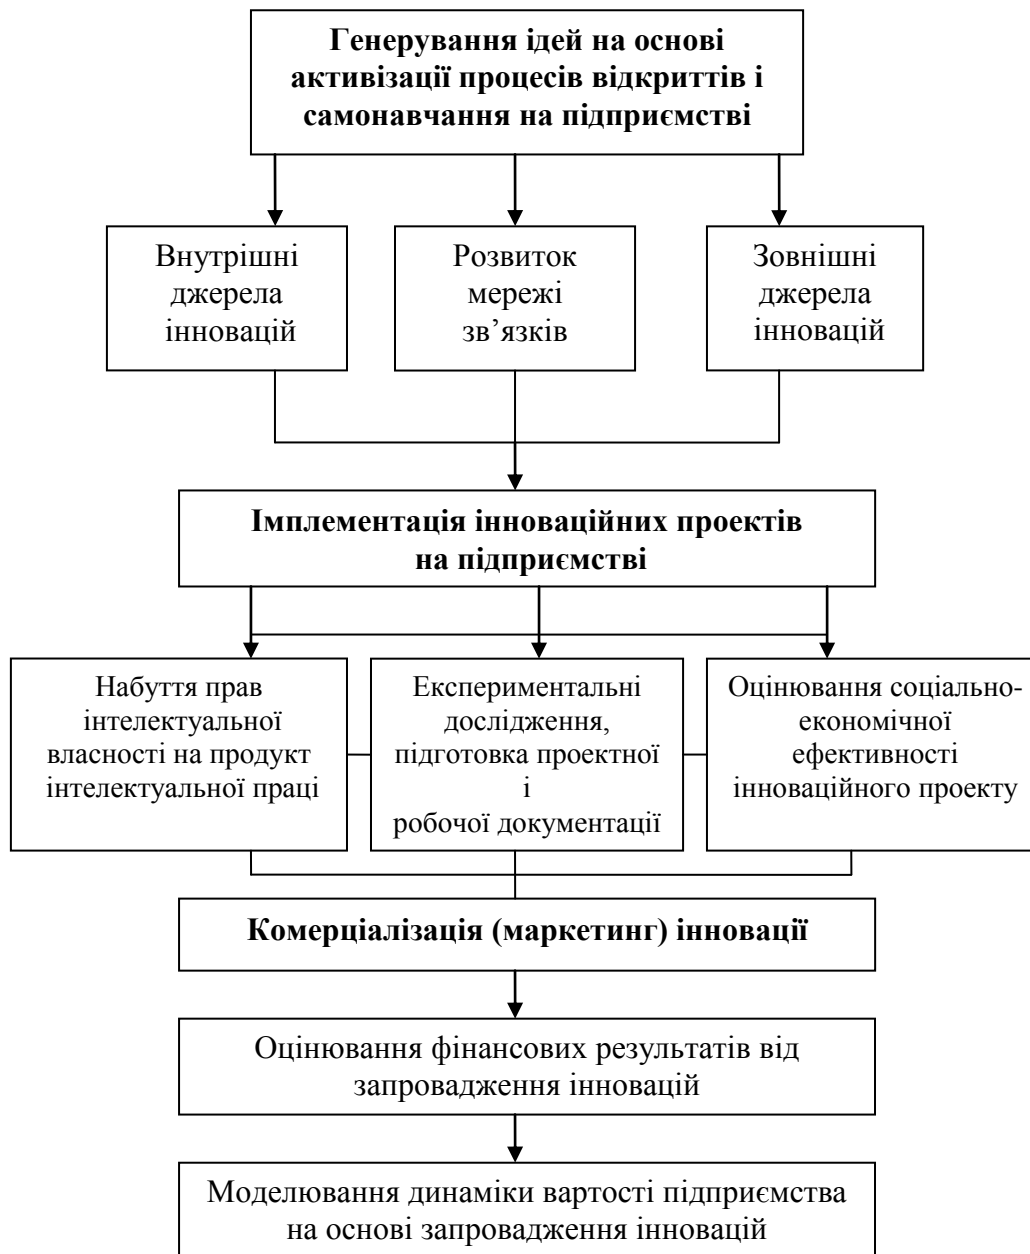 Генерування ідей на основі
активізації процесів відкриттів і
самонавчання на підприємстві
Внутрішні
джерела
інновацій
Розвиток
мережі
зв’язків
Зовнішні
джерела
інновацій
Імплементація інноваційних проектів
на підприємстві
Набуття прав
інтелектуальної
власності на продукт
інтелектуальної праці
Експериментальні
дослідження,
підготовка проектної
і
робочої документації
Оцінювання соціально-
економічної
ефективності
інноваційного проекту
Комерціалізація (маркетинг) інновації
Оцінювання фінансових результатів від
запровадження інновацій
Моделювання динаміки вартості підприємства
на основі запровадження інновацій